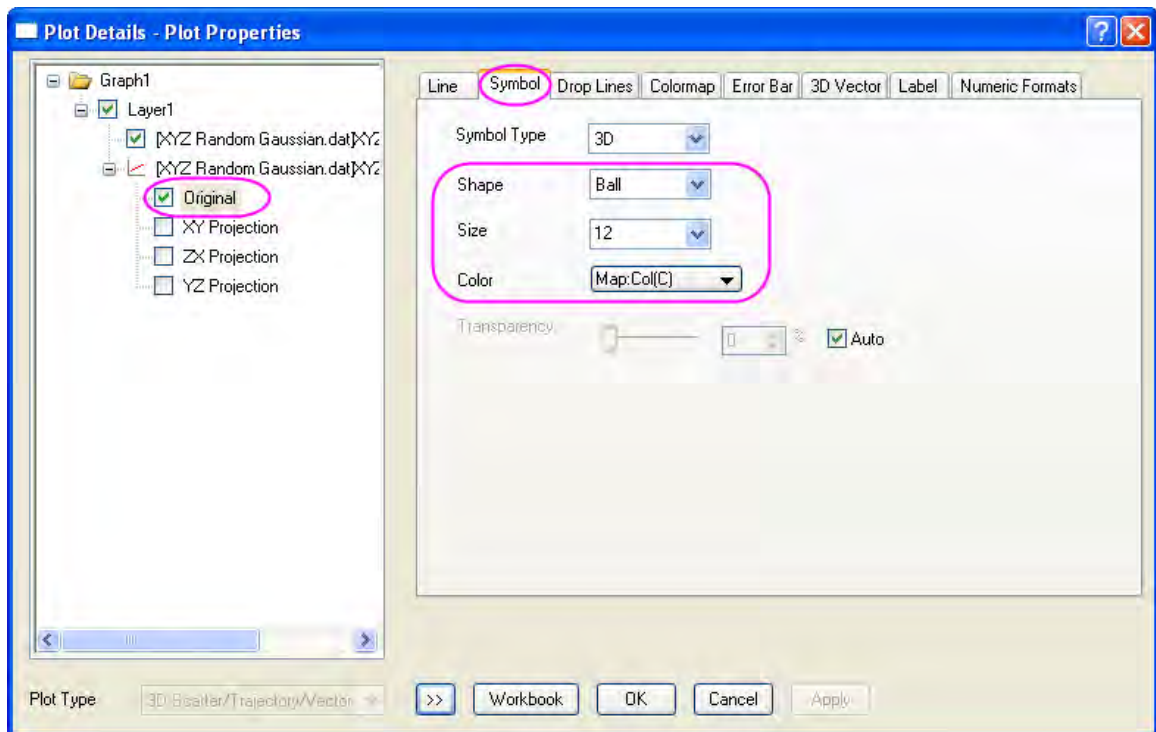 Plot Details - Plot Properties
Graph1
Layer1
[XYZ Random Gaussian.dat]XYZ
[XYZ Random Gaussian.dat]XYZ
Original
XY Projection
ZX Projection
YZ Projection
Line Symbol Drop Lines Colormap Error Bar 3D Vector Label Numeric Formats
Symbol Type 3D
Shape Ball
Size 12
Color Map:Col(C)
Transparency 0 % Auto
Plot Type 3D Scatter/Trajectory/Vector >> Workbook OK Cancel Apply